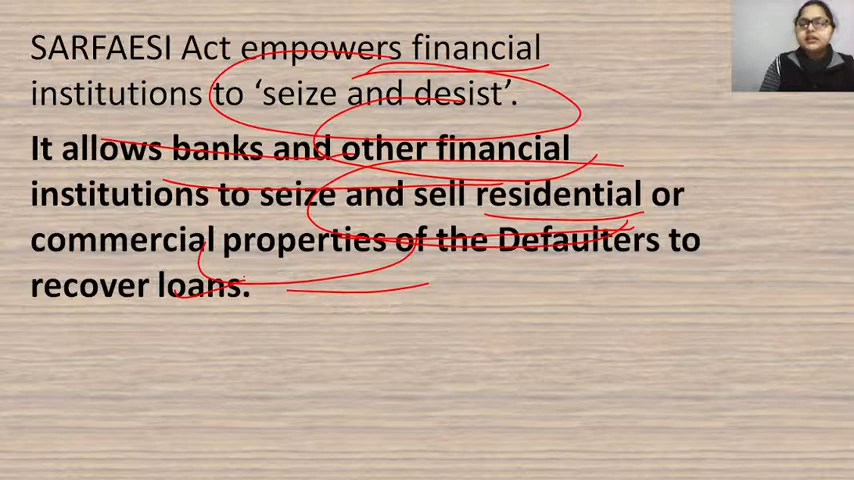 SARFAESI Act empowers financial
institutions to ‘seize and desist’.
It allows banks and other financial
institutions to seize and sell residential or
commercial properties of the Defaulters to
recover loans.